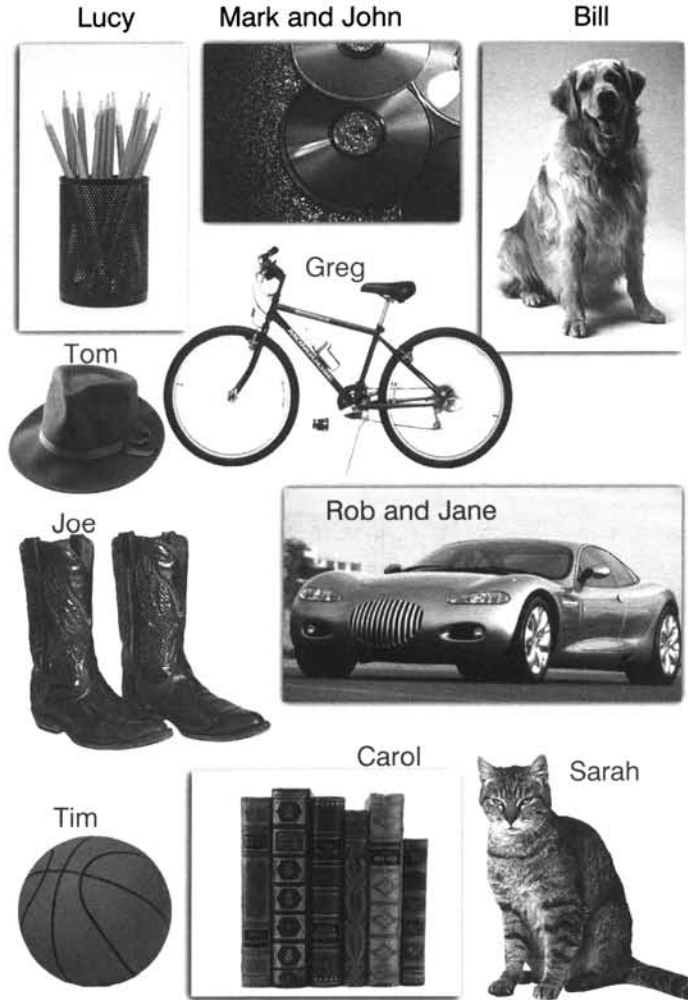 Lucy
Mark and John
Bill
Greg
Tom
Joe
Rob and Jane
Carol
Sarah
Tim